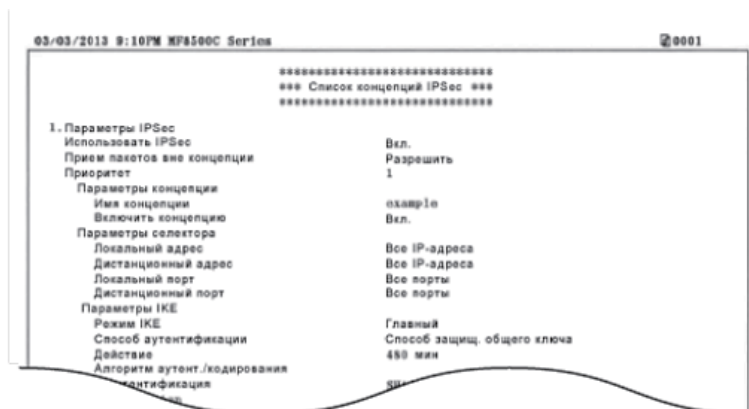 03/03/2013 9:10PM MF8500C Series 0001
*****************************
*** Список концепций IPSec ***
*****************************
1. Параметры IPSec
Использовать IPSec Вкл.
Прием пакетов вне концепции Разрешить
Приоритет 1
Параметры концепции
Имя концепции example
Включить концепцию Вкл.
Параметры селектора
Локальный адрес Все IP-адреса
Дистанционный адрес Все IP-адреса
Локальный порт Все порты
Дистанционный порт Все порты
Параметры IKE
Режим IKE Главный
Способ аутентификации Способ защищ. общего ключа
Действие 480 мин
Алгоритм аутент./кодирования